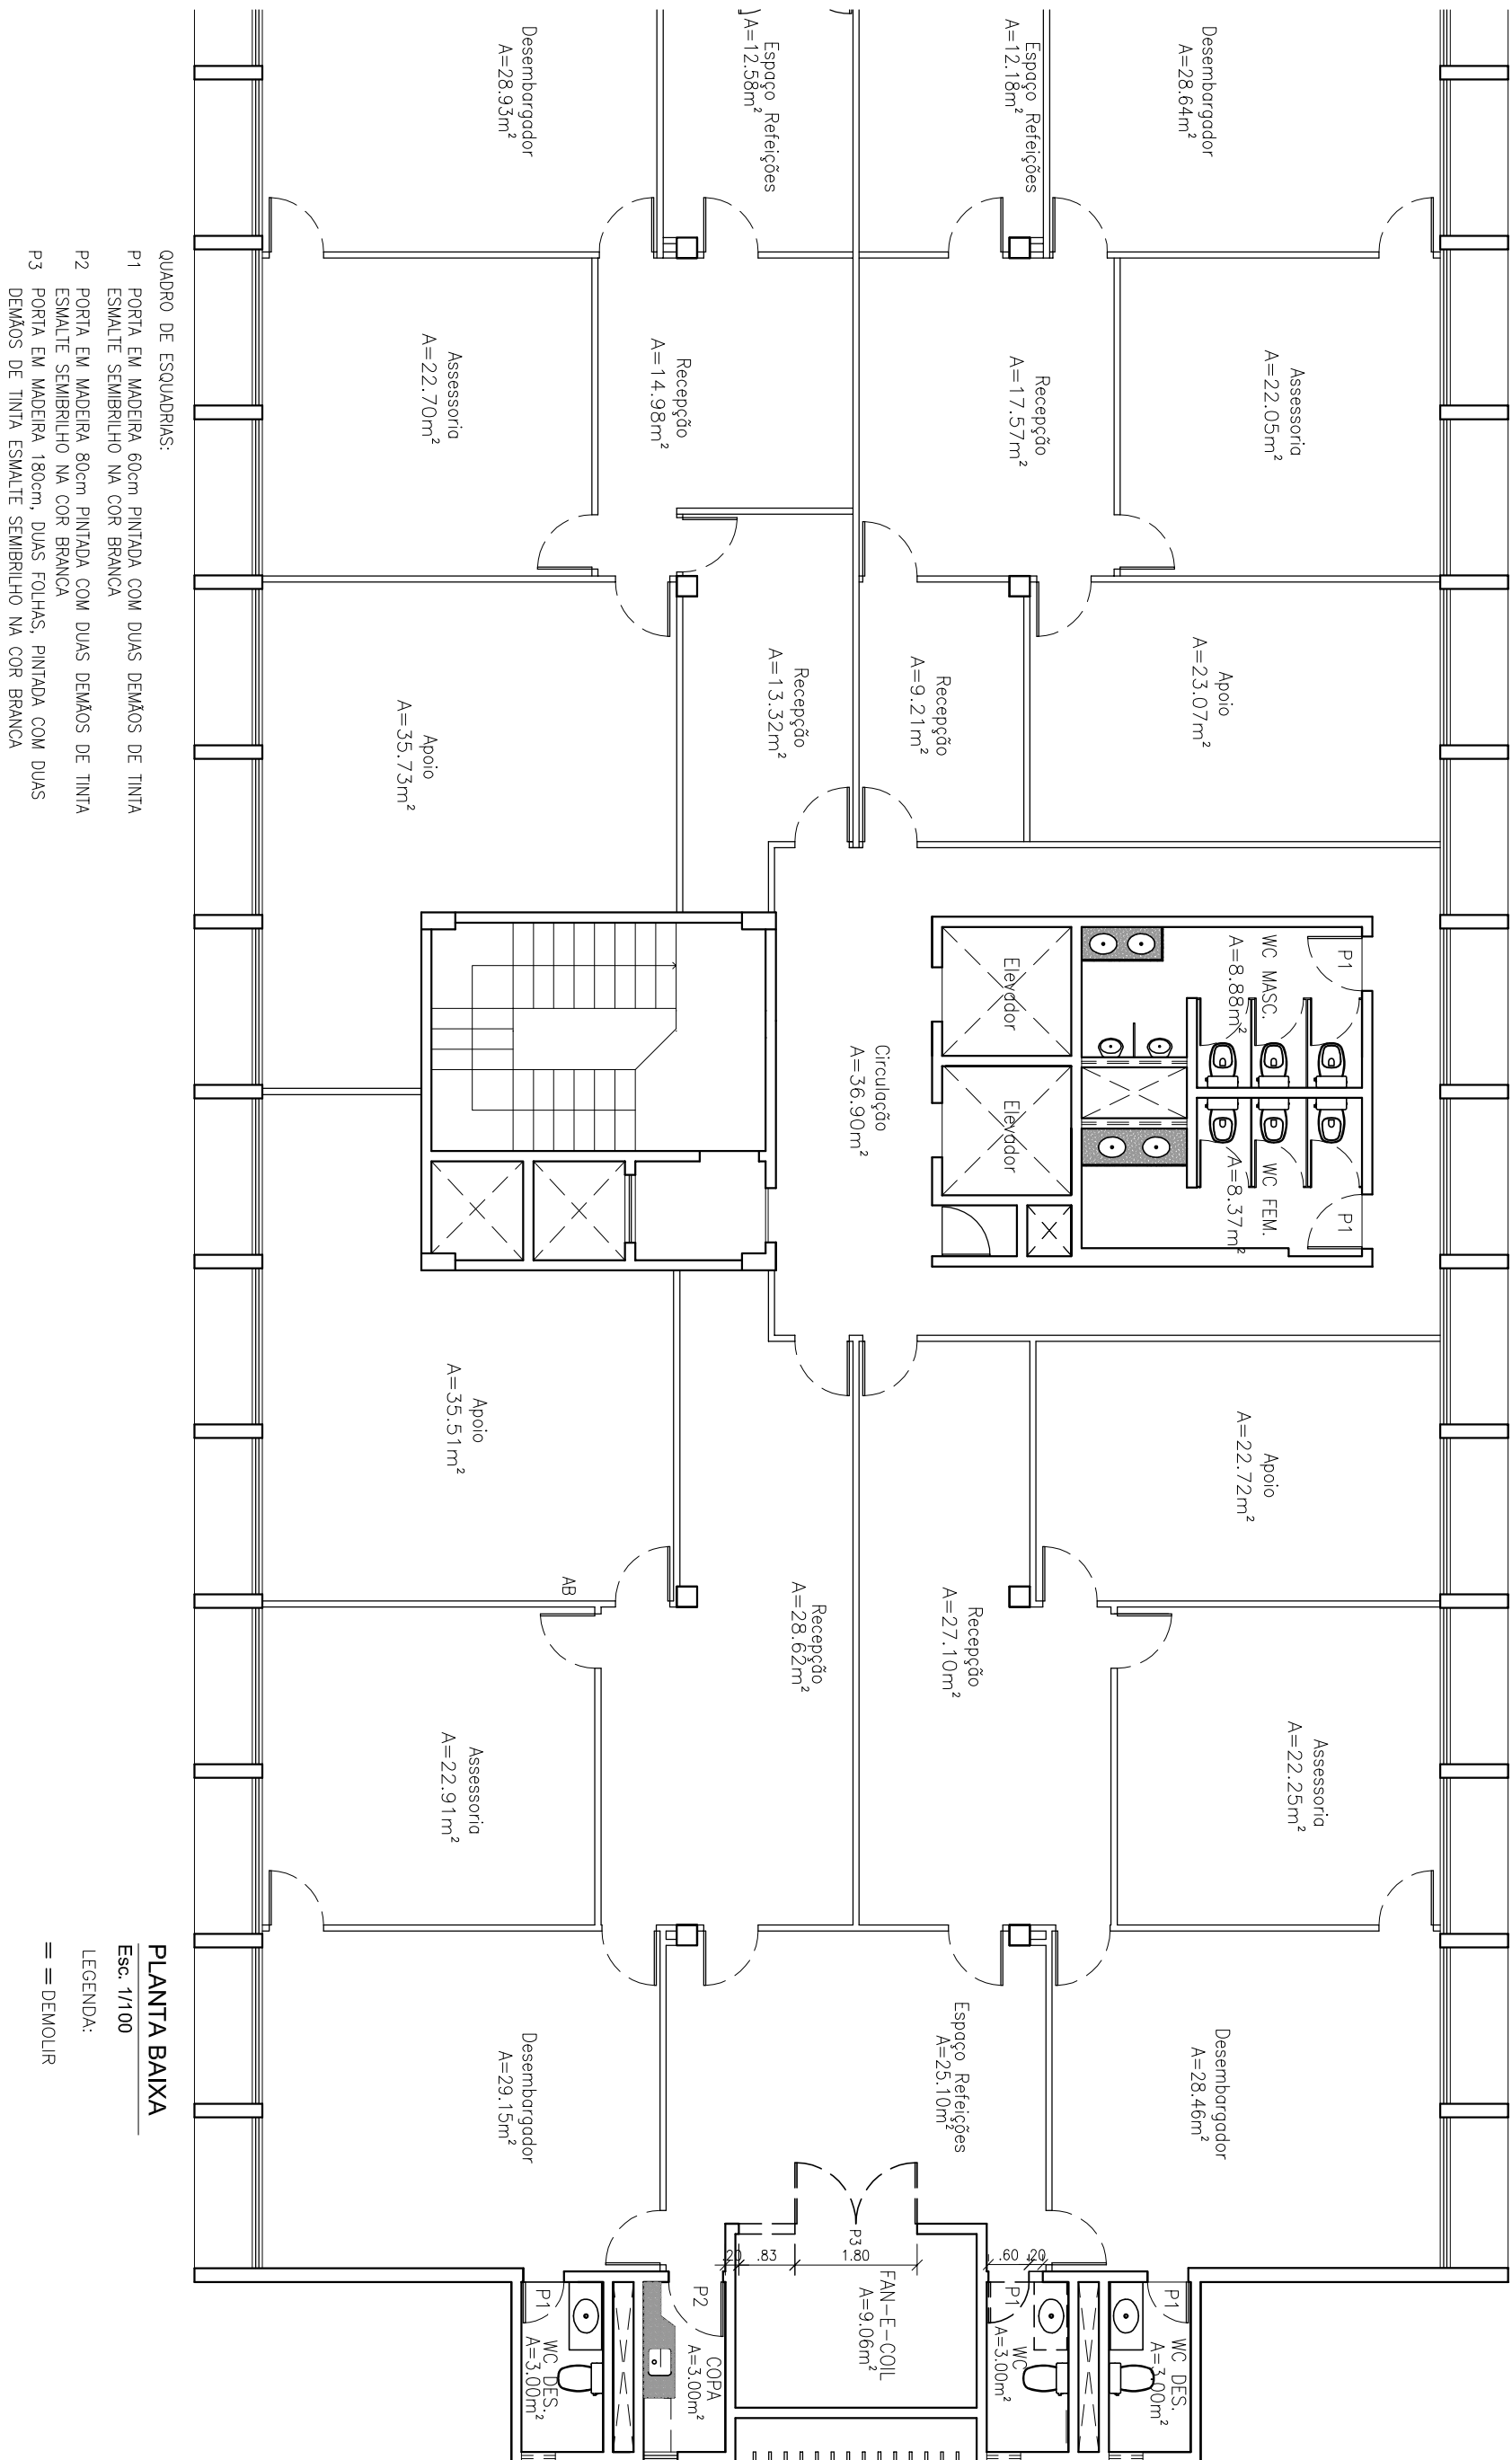 Desembargador
A=28.93m²
Espaço Refeições
A=12.58m²
Espaço Refeições
A=12.18m²
Desembargador
A=28.64m²
Assessoria
A=22.70m²
Recepção
A=14.98m²
Recepção
A=17.57m²
Assessoria
A=22.05m²
Apoio
A=35.73m²
Recepção
A=13.32m²
Recepção
A=9.21m²
Apoio
A=23.07m²
Circulação
A=36.90m²
Elevador
Elevador
WC MASC.
A=8.88m²
P1
WC FEM.
A=8.37m²
P1
Apoio
A=35.51m²
AB
Recepção
A=28.62m²
Recepção
A=27.10m²
Apoio
A=22.72m²
Assessoria
A=22.91m²
Assessoria
A=22.25m²
Desembargador
A=29.15m²
Espaço Refeições
A=25.10m²
Desembargador
A=28.46m²
P3
.20
.83
1.80
.60
.20
FAN-E-COIL
A=9.06m²
P1
WC DES.
A=3.00m²
P2
COPA
A=3.00m²
P1
WC
A=3.00m²
P1
WC DES.
A=3.00m²
QUADRO DE ESQUADRIAS:
P1 PORTA EM MADEIRA 60cm PINTADA COM DUAS DEMÃOS DE TINTA
ESMALTE SEMIBRILHO NA COR BRANCA
P2 PORTA EM MADEIRA 80cm PINTADA COM DUAS DEMÃOS DE TINTA
ESMALTE SEMIBRILHO NA COR BRANCA
P3 PORTA EM MADEIRA 180cm, DUAS FOLHAS, PINTADA COM DUAS
DEMÃOS DE TINTA ESMALTE SEMIBRILHO NA COR BRANCA
PLANTA BAIXA
Esc. 1/100
LEGENDA:
= = DEMOLIR